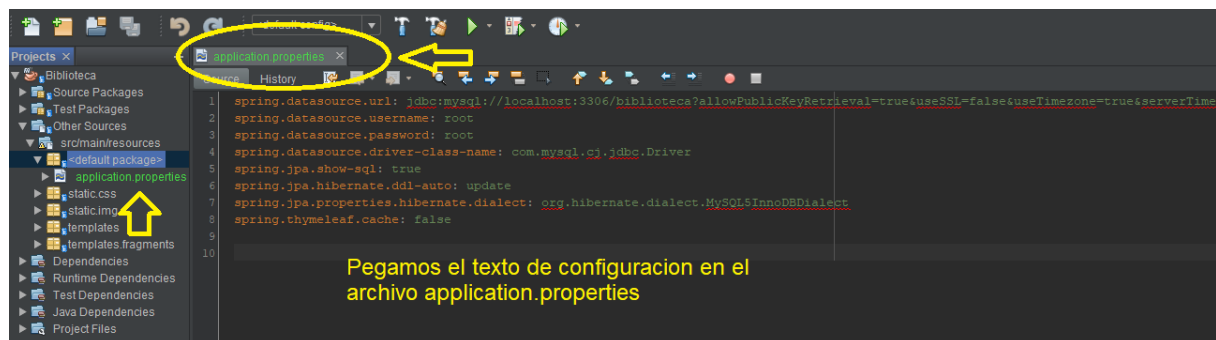 <default config>
Projects
application.properties
Source History
Biblioteca
Source Packages
Test Packages
Other Sources
src/main/resources
<default package>
application.properties
static.css
static.img
templates
templates.fragments
Dependencies
Runtime Dependencies
Test Dependencies
Java Dependencies
Project Files
1 spring.datasource.url: jdbc:mysql://localhost:3306/biblioteca?allowPublicKeyRetrieval=true&useSSL=false&useTimezone=true&serverTime
2 spring.datasource.username: root
3 spring.datasource.password: root
4 spring.datasource.driver-class-name: com.mysql.cj.jdbc.Driver
5 spring.jpa.show-sql: true
6 spring.jpa.hibernate.ddl-auto: update
7 spring.jpa.properties.hibernate.dialect: org.hibernate.dialect.MySQL5InnoDBDialect
8 spring.thymeleaf.cache: false
9
10
Pegamos el texto de configuracion en el
archivo application.properties